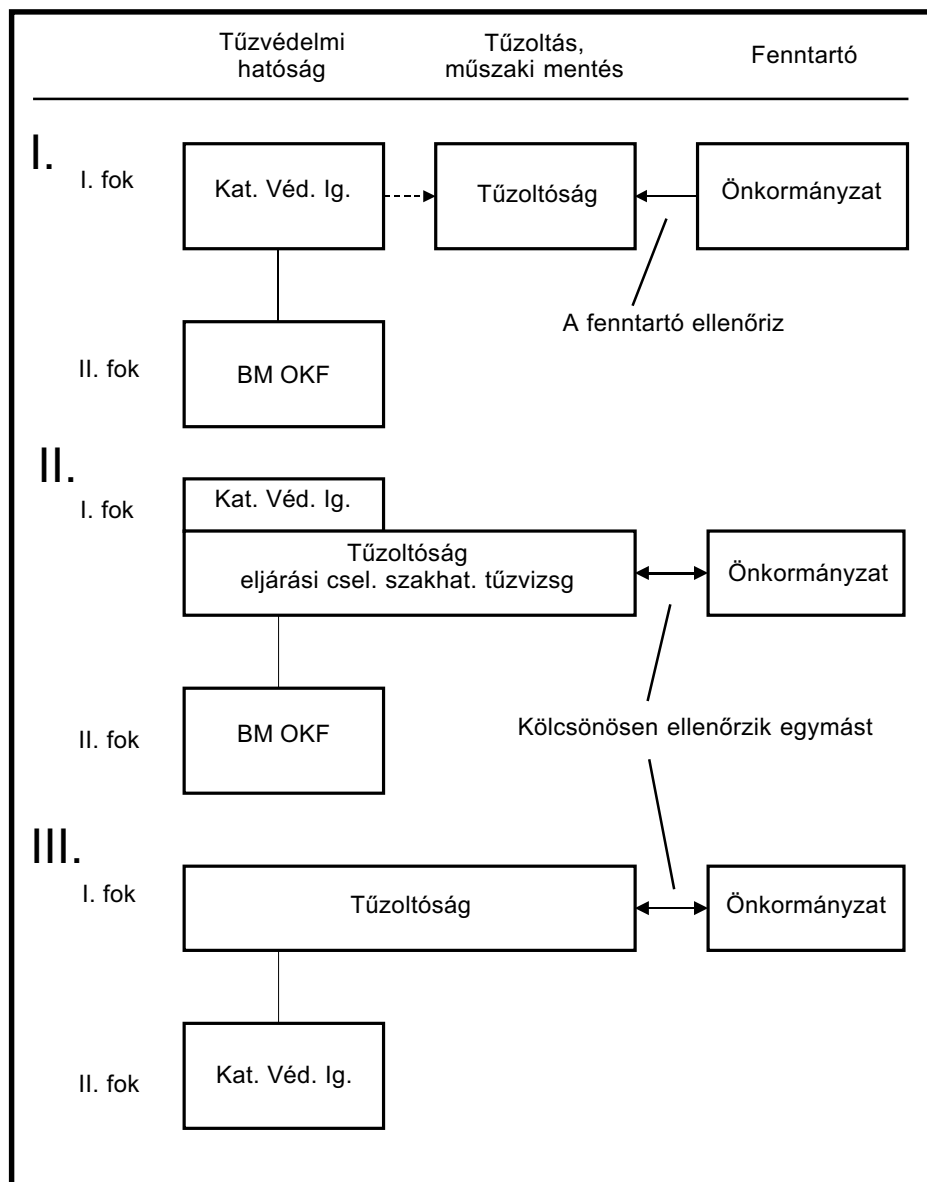 Tűzvédelmi
hatóság
Tűzoltás,
műszaki mentés
Fenntartó
I.
I. fok
Kat. Véd. Ig.
Tűzoltóság
Önkormányzat
A fenntartó ellenőriz
II. fok
BM OKF
II.
I. fok
Kat. Véd. Ig.
Tűzoltóság
eljárási csel. szakhat. tűzvizsg
Önkormányzat
II. fok
BM OKF
Kölcsönösen ellenőrzik egymást
III.
I. fok
Tűzoltóság
Önkormányzat
II. fok
Kat. Véd. Ig.